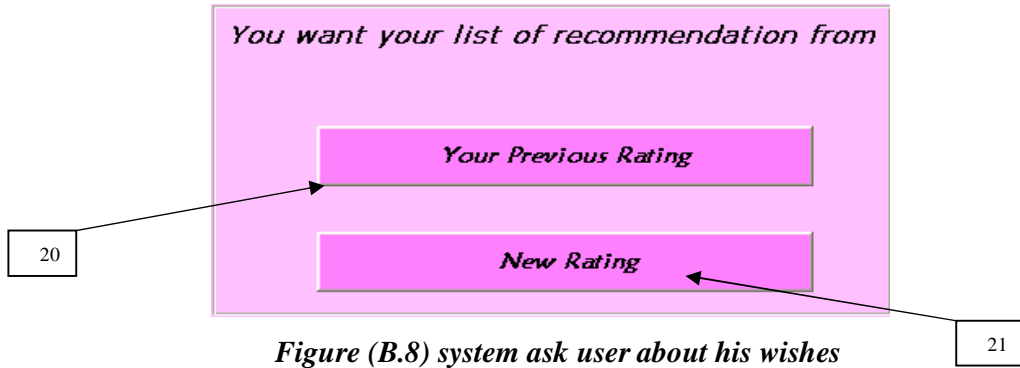 You want your list of recommendation from
Your Previous Rating
20
New Rating
21
Figure (B.8) system ask user about his wishes